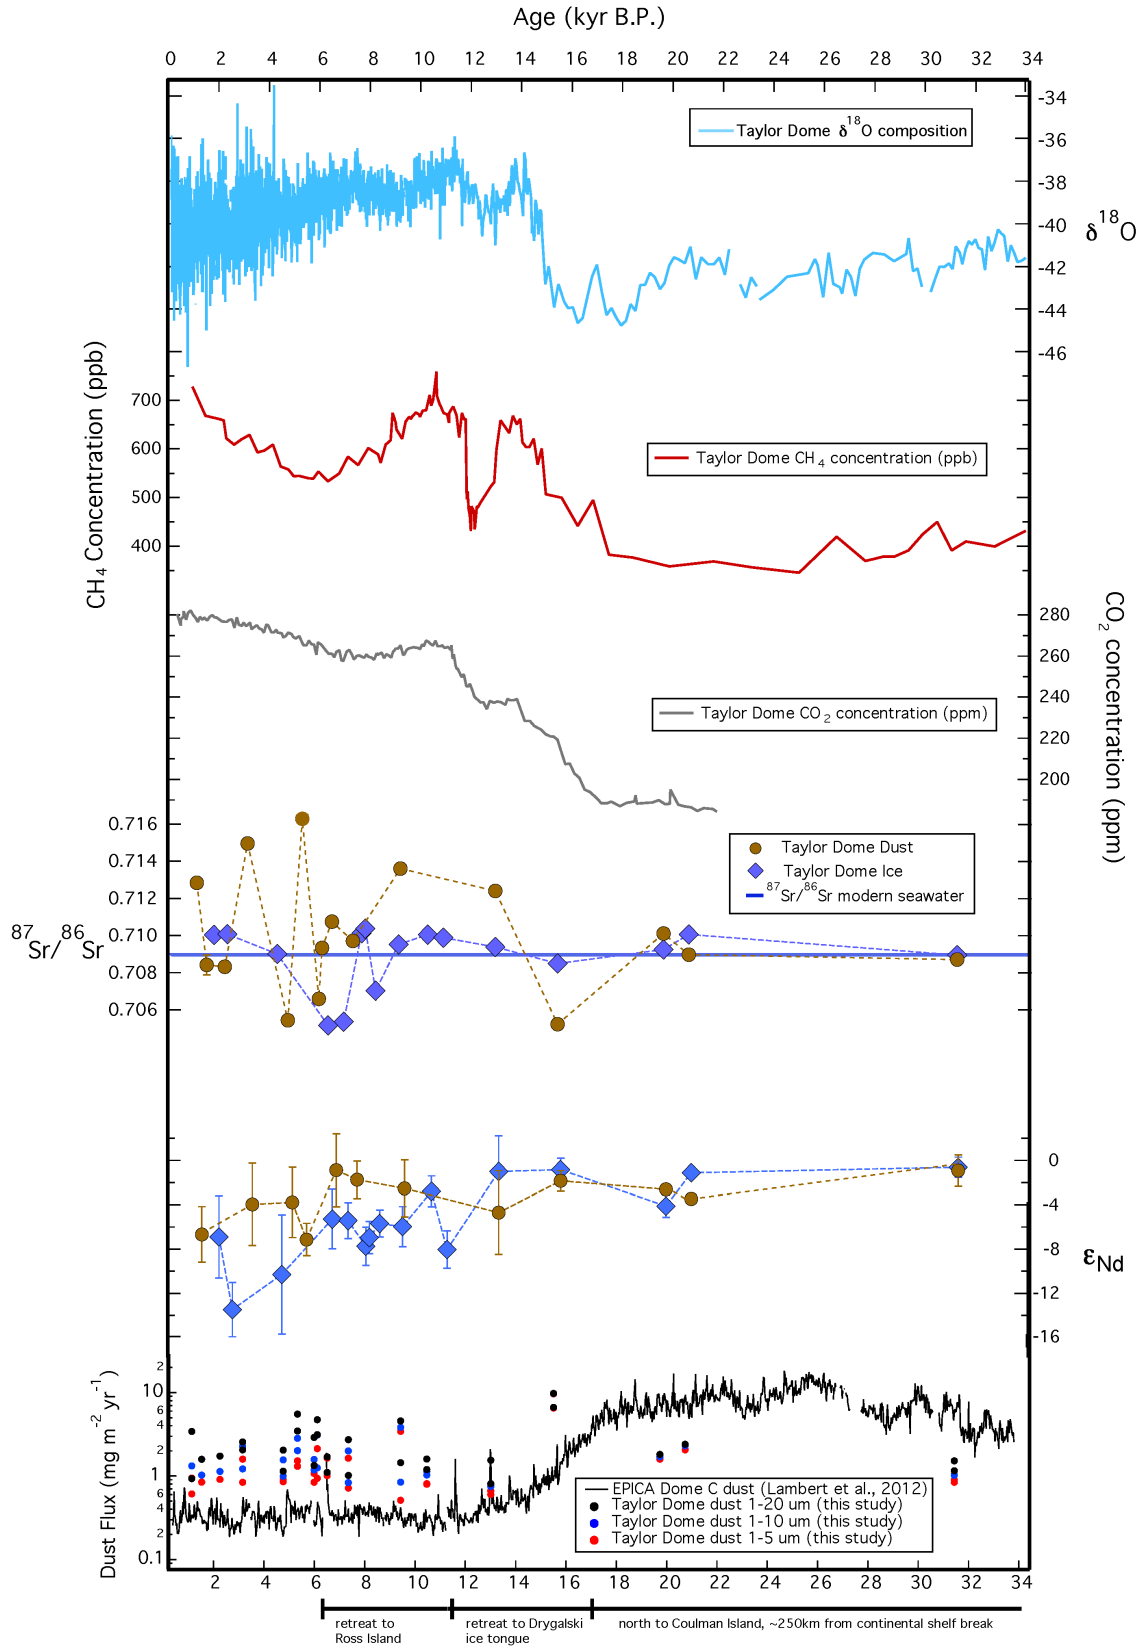 Age (kyr B.P.)
0 2 4 6 8 10 12 14 16 18 20 22 24 26 28 30 32 34
-34
-36
-38
-40
-42
-44
-46
δ18O
Taylor Dome δ18O composition
CH4 Concentration (ppb)
700
600
500
400
Taylor Dome CH4 concentration (ppb)
280
260
240
220
200
CO2 concentration (ppm)
Taylor Dome CO2 concentration (ppm)
0.716
0.714
0.712
0.710
0.708
0.706
87Sr/86Sr
Taylor Dome Dust
Taylor Dome Ice
87Sr/86Sr modern seawater
0
-4
-8
-12
-16
εNd
Dust Flux (mg m-2 yr-1)
2
10
6
4
2
1
6
4
2
0.1
EPICA Dome C dust (Lambert et al., 2012)
Taylor Dome dust 1-20 um (this study)
Taylor Dome dust 1-10 um (this study)
Taylor Dome dust 1-5 um (this study)
2 4 6 8 10 12 14 16 18 20 22 24 26 28 30 32 34
retreat to
Ross Island
retreat to Drygalski
ice tongue
north to Coulman Island, ~250km from continental shelf break